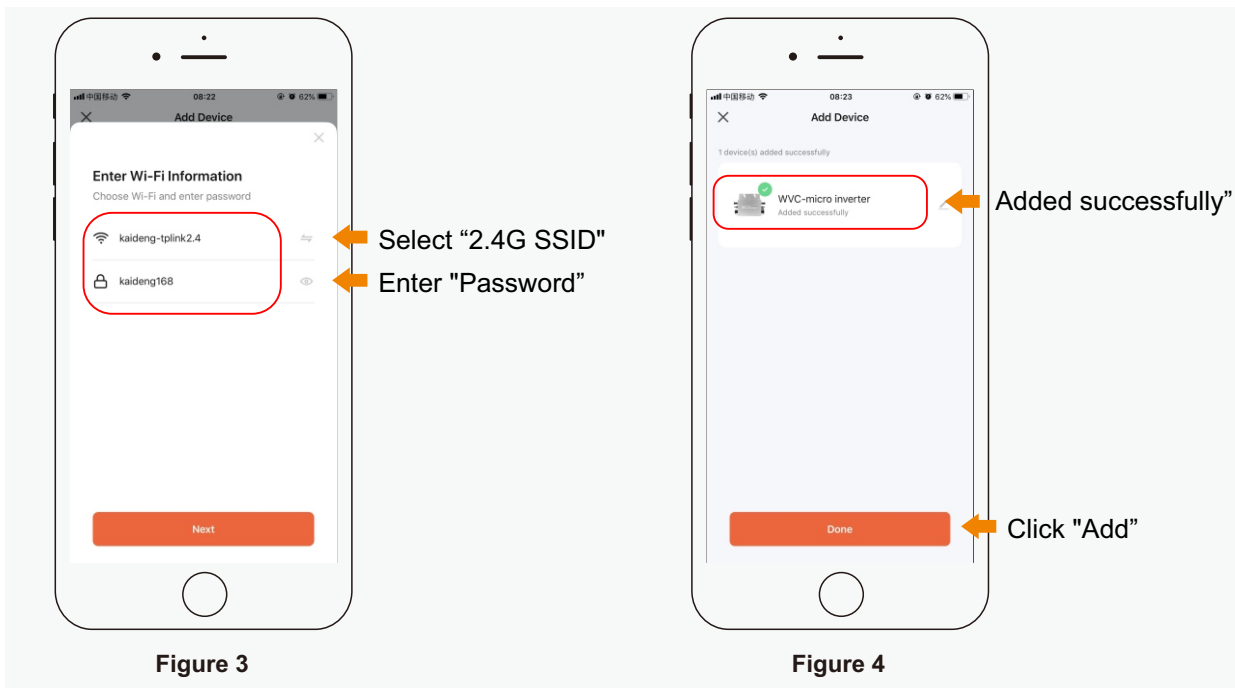 中国移动 08:22 62%
Add Device
Enter Wi-Fi Information
Choose Wi-Fi and enter password
kaideng-tplink2.4
kaideng168
Next
Select “2.4G SSID"
Enter "Password”
Figure 3
中国移动 08:23 62%
Add Device
1 device(s) added successfully
WVC-micro inverter
Added successfully
Done
Added successfully”
Click "Add”
Figure 4